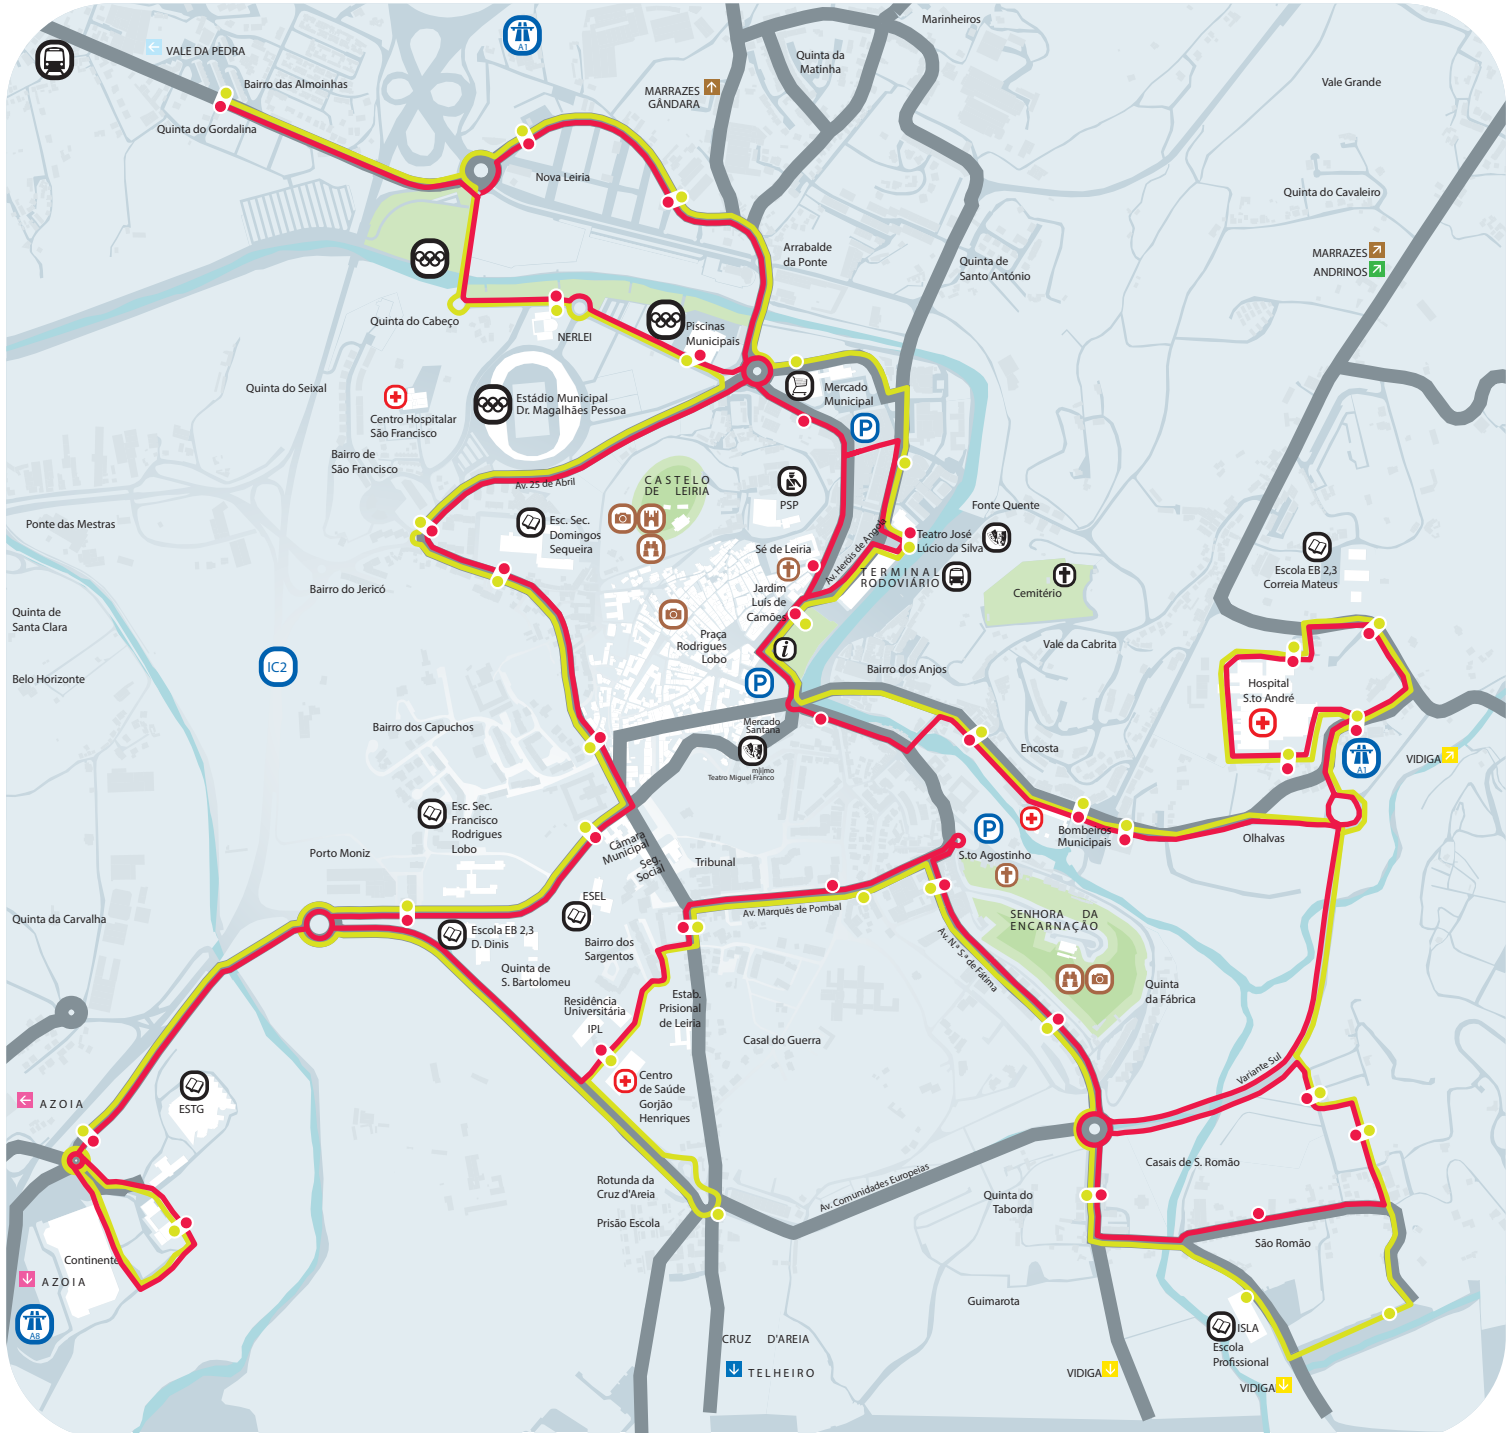 Marinheiros
A1
VALE DA PEDRA
Bairro das Almoinhas
Quinta da
Matinha
Vale Grande
MARRAZES
GÂNDARA
Quinta do Gordalina
Nova Leiria
Quinta do Cavaleiro
Arrabalde
da Ponte
MARRAZES
ANDRINOS
Quinta de
Santo António
Quinta do Cabeço
NERLEI
Piscinas
Municipais
Quinta do Seixal
Estádio Municipal
Dr. Magalhães Pessoa
Mercado
Municipal
Centro Hospitalar
São Francisco
P
Bairro de
São Francisco
Av. 25 de Abril
CASTELO
DE LEIRIA
PSP
Ponte das Mestras
Esc. Sec.
Domingos
Sequeira
Fonte Quente
Teatro José
Lúcio da Silva
Av. Heróis de Angola
Sé de Leiria
TERMINAL
RODOVIÁRIO
Escola EB 2,3
Correia Mateus
Bairro do Jericó
Jardim
Luís de
Camões
Cemitério
Quinta de
Santa Clara
Praça
Rodrigues
Lobo
i
Vale da Cabrita
IC2
Belo Horizonte
P
Bairro dos Anjos
Hospital
S.to André
Bairro dos Capuchos
Mercado
Santana
m|i|mo
Teatro Miguel Franco
Encosta
A1
VIDIGA
Esc. Sec.
Francisco
Rodrigues
Lobo
Porto Moniz
Câmara
Municipal
Seg.
Social
Tribunal
P
S.to Agostinho
Bombeiros
Municipais
Olhalvas
ESEL
Av. Marquês de Pombal
Quinta da Carvalha
Escola EB 2,3
D. Dinis
Bairro dos
Sargentos
SENHORA DA
ENCARNAÇÃO
Av. N.ª S.ª de Fátima
Quinta de
S. Bartolomeu
Residência
Universitária
IPL
Estab.
Prisional
de Leiria
Quinta
da Fábrica
Casal do Guerra
Centro
de Saúde
Gorjão
Henriques
Variante Sul
AZOIA
ESTG
Casais de S. Romão
Rotunda da
Cruz d'Areia
Av. Comunidades Europeias
Quinta do
Taborda
Prisão Escola
São Romão
Continente
AZOIA
Guimarota
A8
ISLA
Escola
Profissional
CRUZ D'AREIA
TELHEIRO
VIDIGA
VIDIGA